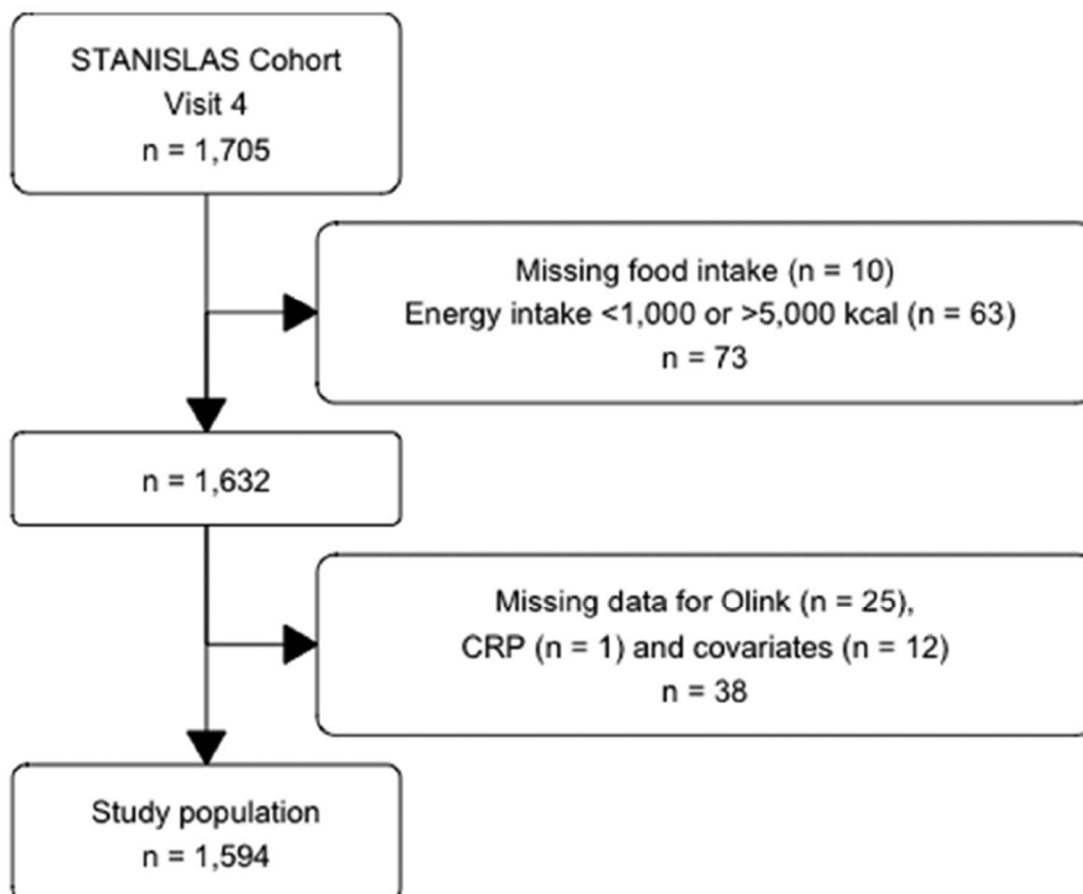 STANISLAS Cohort
Visit 4
n = 1,705
Missing food intake (n = 10)
Energy intake <1,000 or >5,000 kcal (n = 63)
n = 73
n = 1,632
Missing data for Olink (n = 25),
CRP (n = 1) and covariates (n = 12)
n = 38
Study population
n = 1,594